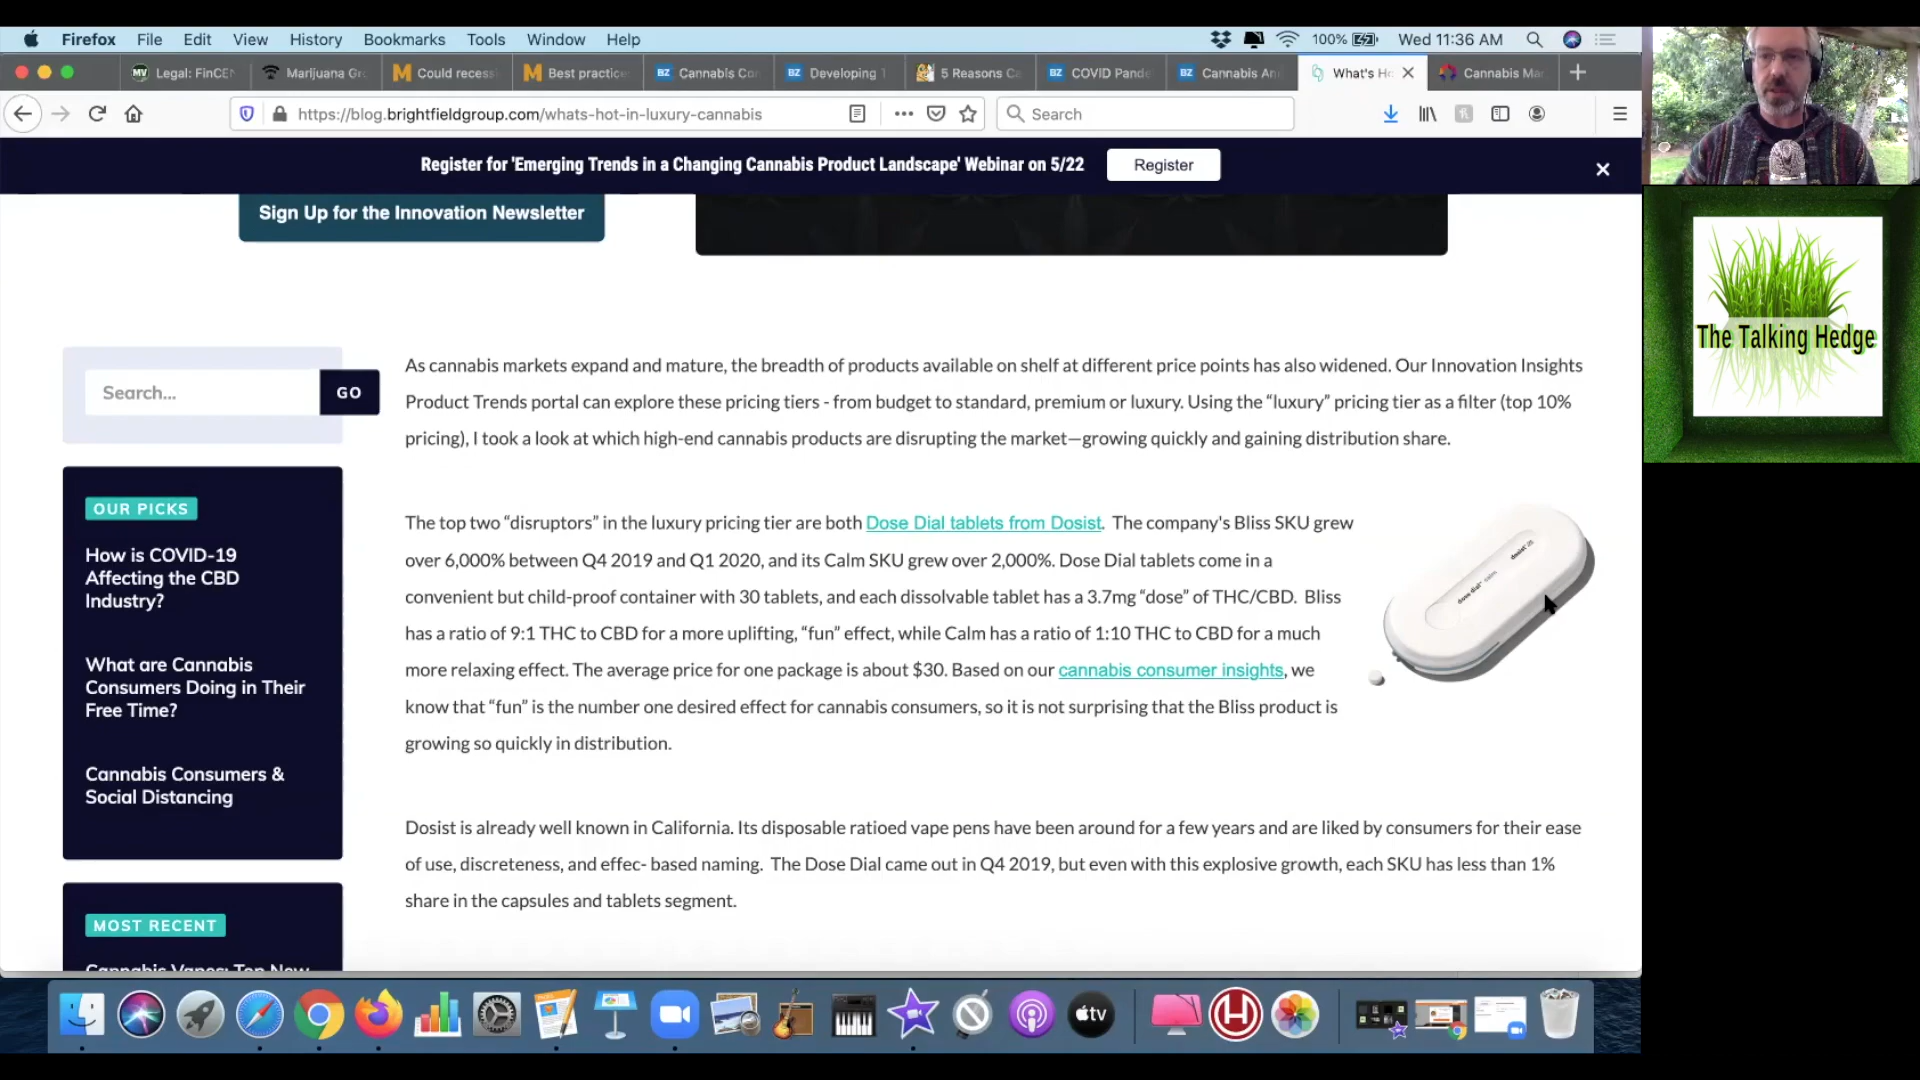 Firefox File Edit View History Bookmarks Tools Window Help 100% Wed 11:36 AM
MV Legal: FinCEN Marijuana Gr Could recess Best practice BZ Cannabis Co BZ Developing 5 Reasons C BZ COVID Pande BZ Cannabis An What's Ho Cannabis Mar
https://blog.brightfieldgroup.com/whats-hot-in-luxury-cannabis Search
Register for 'Emerging Trends in a Changing Cannabis Product Landscape' Webinar on 5/22 Register
Sign Up for the Innovation Newsletter
Search... GO
OUR PICKS
How is COVID-19
Affecting the CBD
Industry?
What are Cannabis
Consumers Doing in Their
Free Time?
Cannabis Consumers &
Social Distancing
MOST RECENT
Cannabis Vapes: Top New
As cannabis markets expand and mature, the breadth of products available on shelf at different price points has also widened. Our Innovation Insights
Product Trends portal can explore these pricing tiers - from budget to standard, premium or luxury. Using the “luxury” pricing tier as a filter (top 10%
pricing), I took a look at which high-end cannabis products are disrupting the market—growing quickly and gaining distribution share.
The top two “disruptors” in the luxury pricing tier are both Dose Dial tablets from Dosist. The company's Bliss SKU grew
over 6,000% between Q4 2019 and Q1 2020, and its Calm SKU grew over 2,000%. Dose Dial tablets come in a
convenient but child-proof container with 30 tablets, and each dissolvable tablet has a 3.7mg “dose” of THC/CBD. Bliss
has a ratio of 9:1 THC to CBD for a more uplifting, “fun” effect, while Calm has a ratio of 1:10 THC to CBD for a much
more relaxing effect. The average price for one package is about $30. Based on our cannabis consumer insights, we
know that “fun” is the number one desired effect for cannabis consumers, so it is not surprising that the Bliss product is
growing so quickly in distribution.
dose dial calm
dosist
Dosist is already well known in California. Its disposable ratioed vape pens have been around for a few years and are liked by consumers for their ease
of use, discreteness, and effec- based naming. The Dose Dial came out in Q4 2019, but even with this explosive growth, each SKU has less than 1%
share in the capsules and tablets segment.
The Talking Hedge
tv